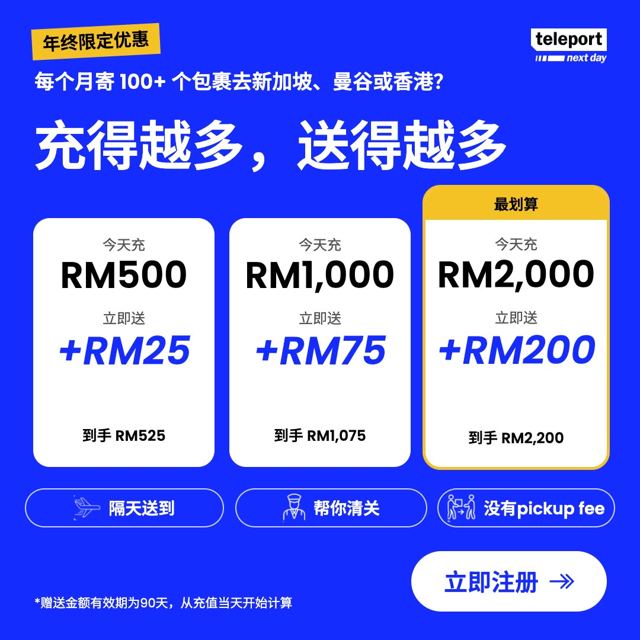 年终限定优惠
teleport
next day
每个月寄 100+ 个包裹去新加坡、曼谷或香港？
充得越多，送得越多
今天充
RM500
立即送
+RM25
到手 RM525
今天充
RM1,000
立即送
+RM75
到手 RM1,075
最划算
今天充
RM2,000
立即送
+RM200
到手 RM2,200
隔天送到
帮你清关
没有pickup fee
立即注册
*赠送金额有效期为90天，从充值当天开始计算